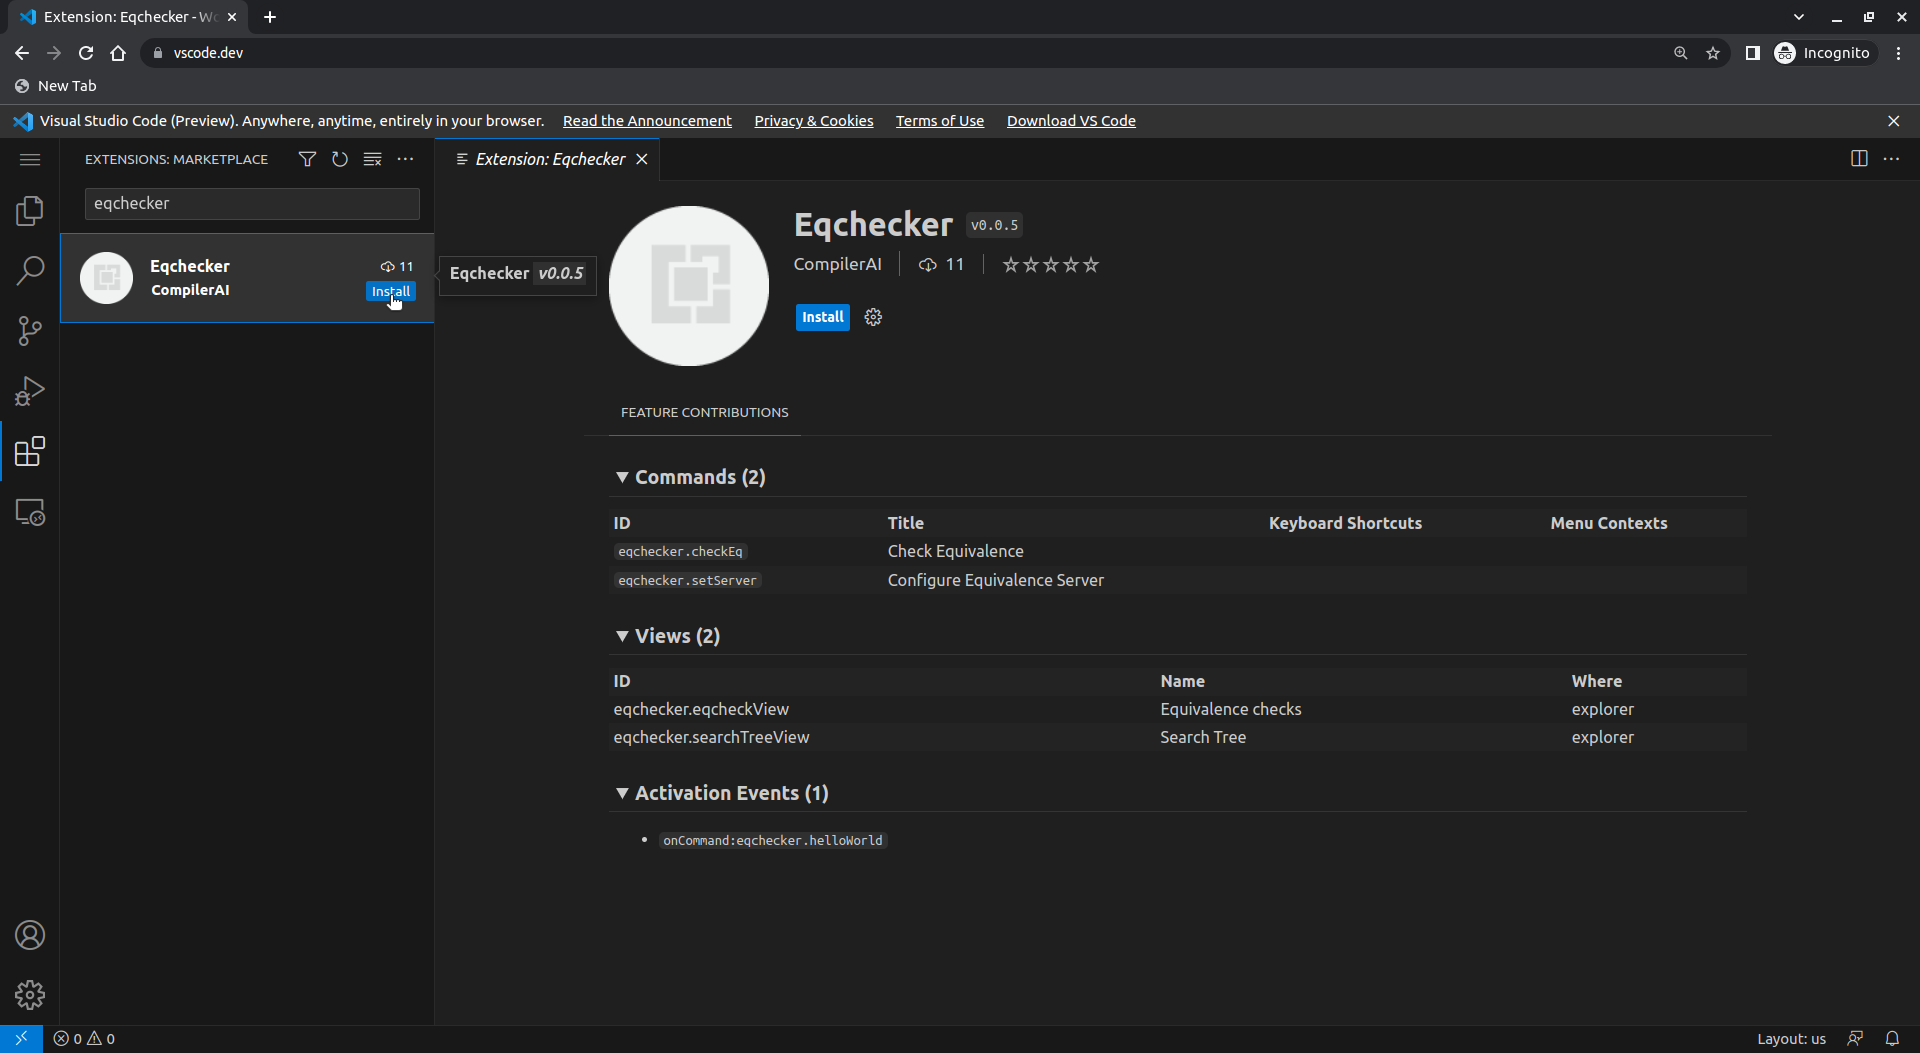 Extension: Eqchecker - Wo
vscode.dev
Incognito
New Tab
Visual Studio Code (Preview). Anywhere, anytime, entirely in your browser. Read the Announcement Privacy & Cookies Terms of Use Download VS Code
EXTENSIONS: MARKETPLACE
Extension: Eqchecker
eqchecker
Eqchecker 11
CompilerAI Install
Eqchecker v0.0.5
Eqchecker v0.0.5
CompilerAI 11
Install
FEATURE CONTRIBUTIONS
Commands (2)
ID Title Keyboard Shortcuts Menu Contexts
eqchecker.checkEq Check Equivalence
eqchecker.setServer Configure Equivalence Server
Views (2)
ID Name Where
eqchecker.eqcheckView Equivalence checks explorer
eqchecker.searchTreeView Search Tree explorer
Activation Events (1)
onCommand:eqchecker.helloWorld
0 0
Layout: us